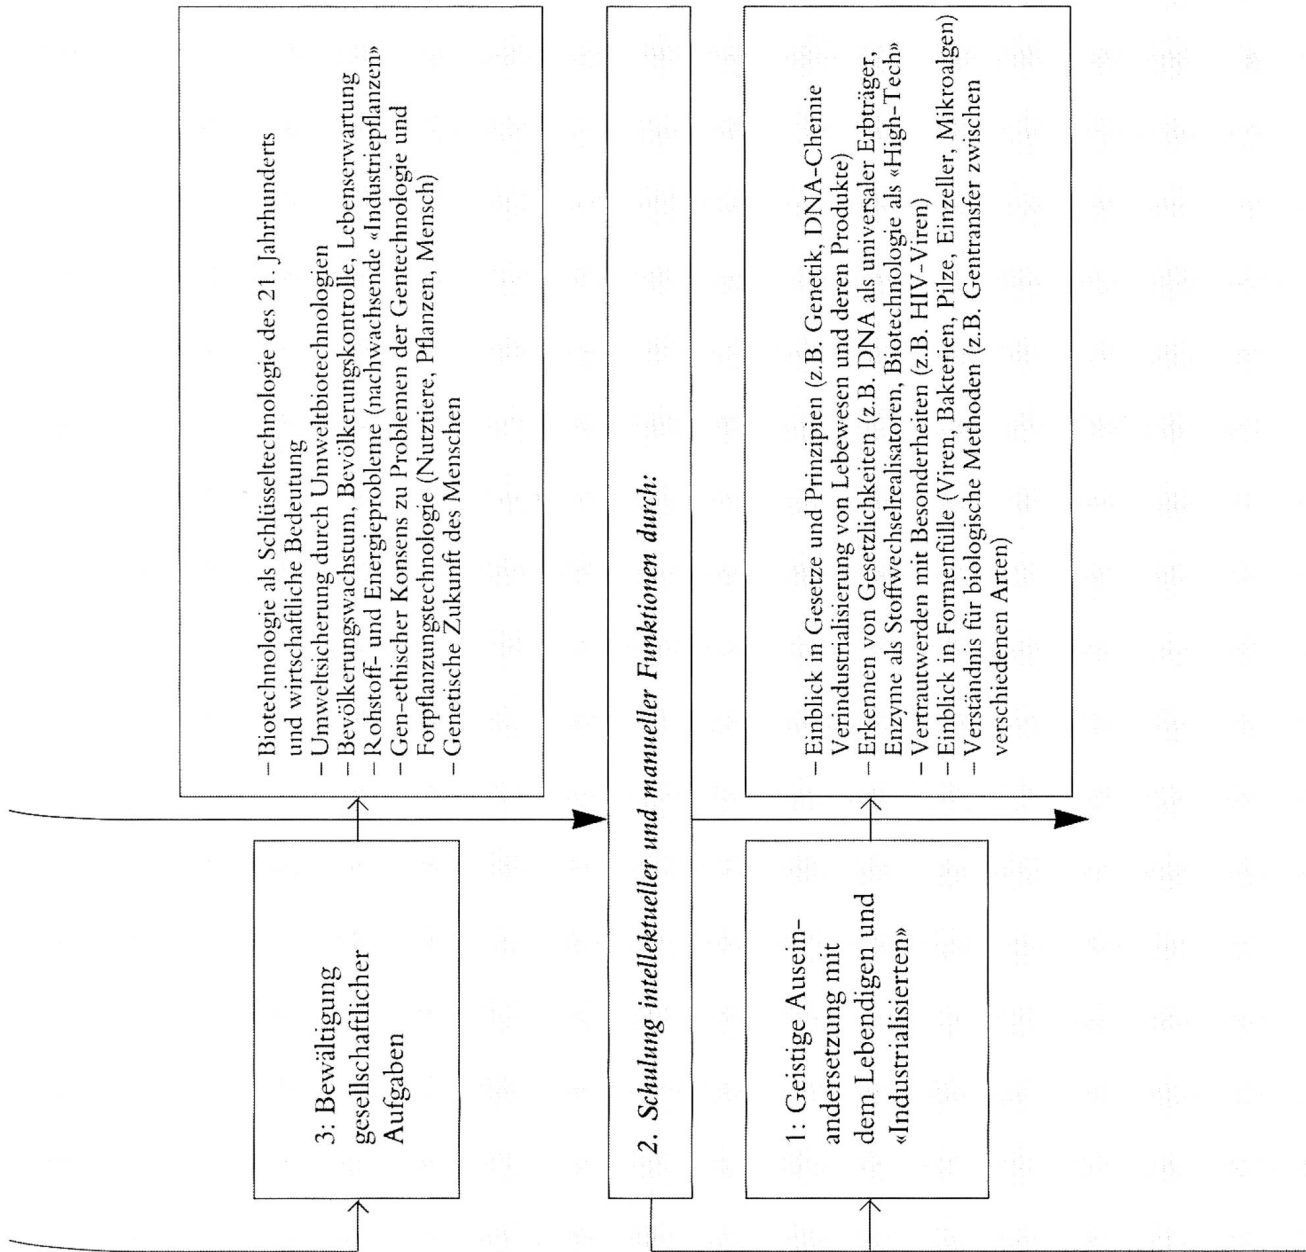 3: Bewältigung
gesellschaftlicher
Aufgaben
– Biotechnologie als Schlüsseltechnologie des 21. Jahrhunderts
und wirtschaftliche Bedeutung
– Umweltsicherung durch Umweltbiotechnologien
– Bevölkerungswachstum, Bevölkerungskontrolle, Lebenserwartung
– Rohstoff- und Energieprobleme (nachwachsende «Industriepflanzen»
– Gen-ethischer Konsens zu Problemen der Gentechnologie und
Forpflanzungstechnologie (Nutztiere, Pflanzen, Mensch)
– Genetische Zukunft des Menschen
2. Schulung intellektueller und manueller Funktionen durch:
1: Geistige Ausein-
andersetzung mit
dem Lebendigen und
«Industrialisierten»
– Einblick in Gesetze und Prinzipien (z.B. Genetik, DNA-Chemie
Verindustrialisierung von Lebewesen und deren Produkte)
– Erkennen von Gesetzlichkeiten (z.B. DNA als universaler Erbträger,
Enzyme als Stoffwechselrealisatoren, Biotechnologie als «High-Tech»
– Vertrautwerden mit Besonderheiten (z.B. HIV-Viren)
– Einblick in Formenfülle (Viren, Bakterien, Pilze, Einzeller, Mikroalgen)
– Verständnis für biologische Methoden (z.B. Gentransfer zwischen
verschiedenen Arten)